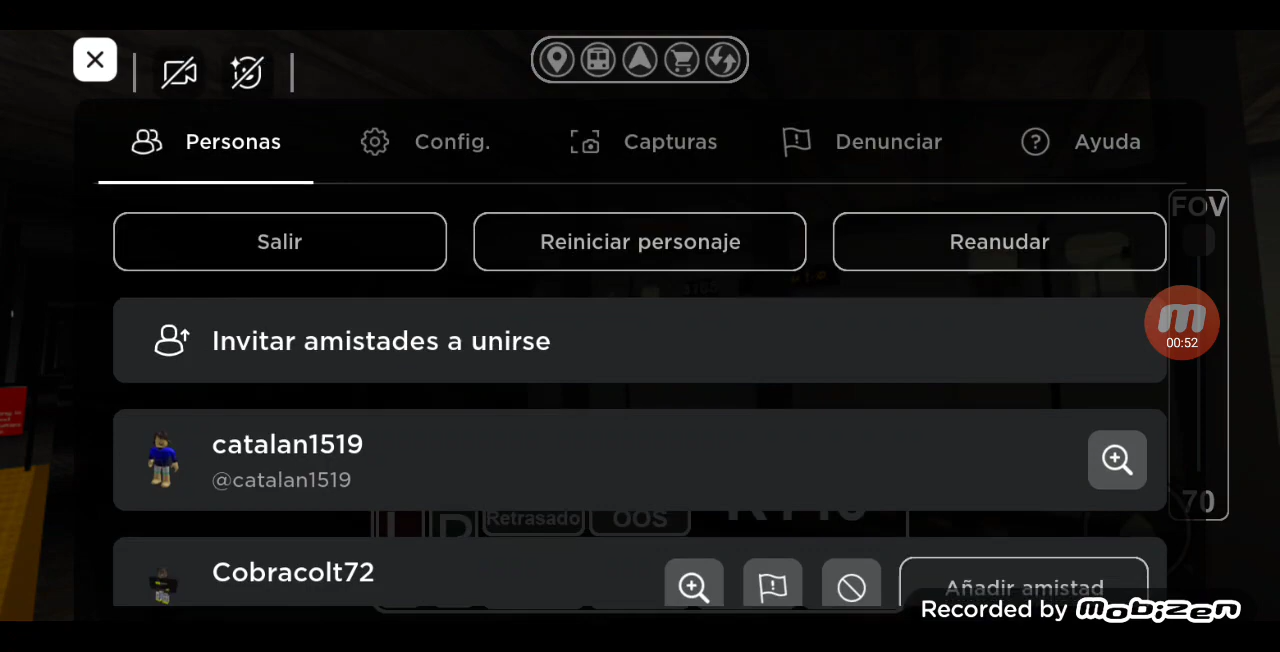 Personas
Config.
Capturas
Denunciar
Ayuda
FOV
Salir
Reiniciar personaje
Reanudar
Invitar amistades a unirse
00:52
catalan1519
@catalan1519
70
Retrasado
OOS
Cobracolt72
Añadir amistad
Recorded by mobizen